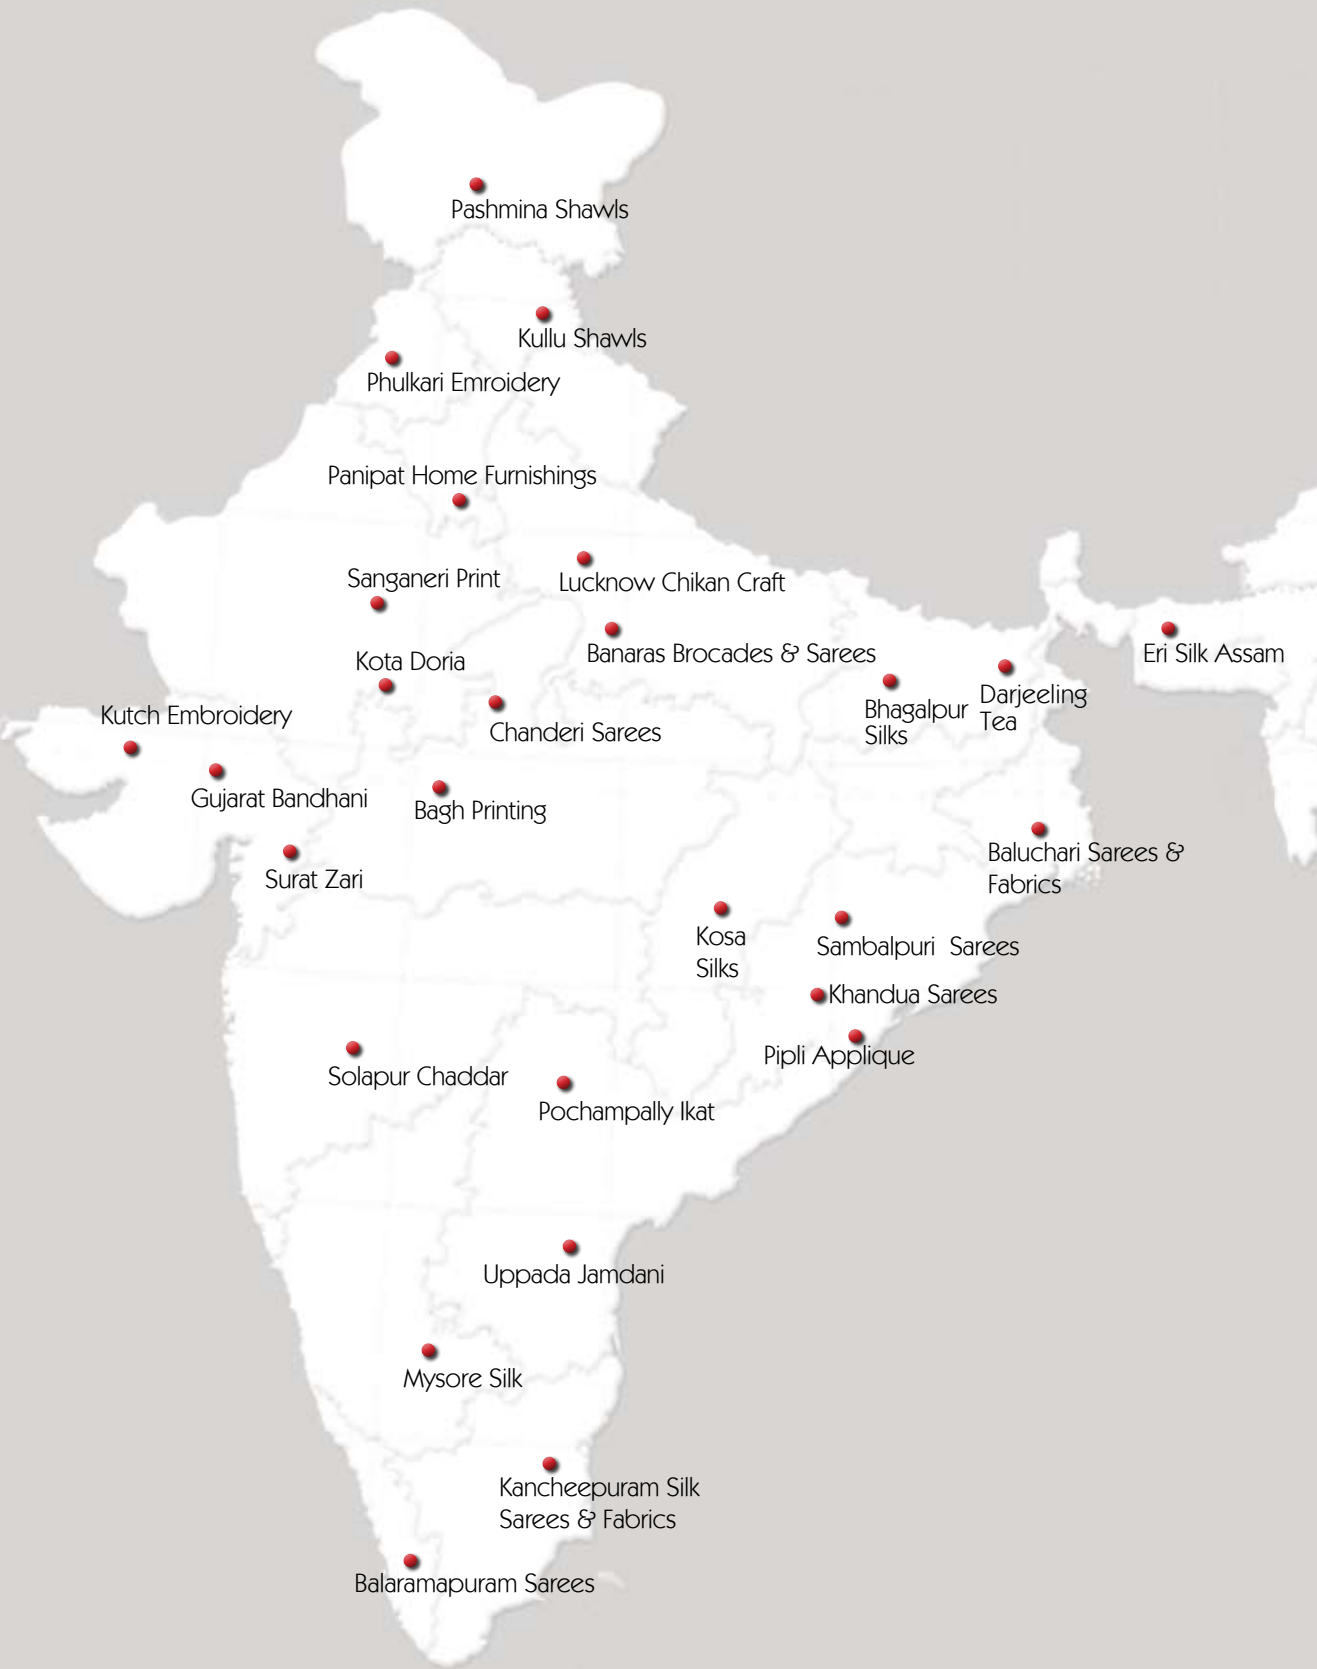 Pashmina Shawls
Kullu Shawls
Phulkari Emroidery
Panipat Home Furnishings
Sanganeri Print
Lucknow Chikan Craft
Kota Doria
Banaras Brocades & Sarees
Eri Silk Assam
Kutch Embroidery
Chanderi Sarees
Bhagalpur
Silks
Darjeeling
Tea
Gujarat Bandhani
Bagh Printing
Surat Zari
Baluchari Sarees &
Fabrics
Kosa
Silks
Sambalpuri Sarees
Khandua Sarees
Pipli Applique
Solapur Chaddar
Pochampally Ikat
Uppada Jamdani
Mysore Silk
Kancheepuram Silk
Sarees & Fabrics
Balaramapuram Sarees